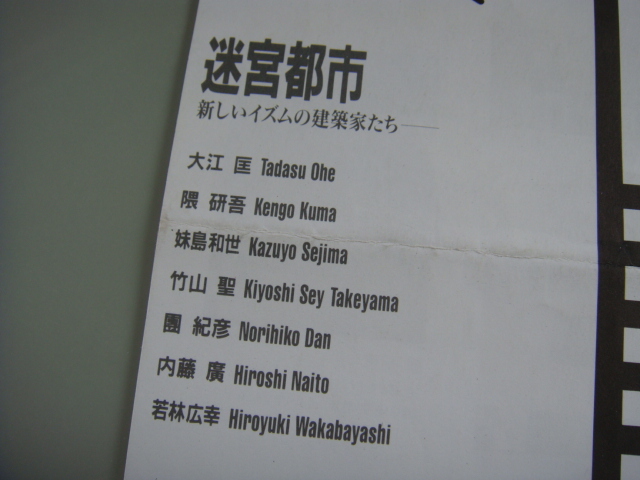 迷宮都市
新しいイズムの建築家たち——
大江 匡 Tadasu Ohe
隈 研吾 Kengo Kuma
妹島和世 Kazuyo Sejima
竹山 聖 Kiyoshi Sey Takeyama
團 紀彦 Norihiko Dan
内藤 廣 Hiroshi Naito
若林広幸 Hiroyuki Wakabayashi